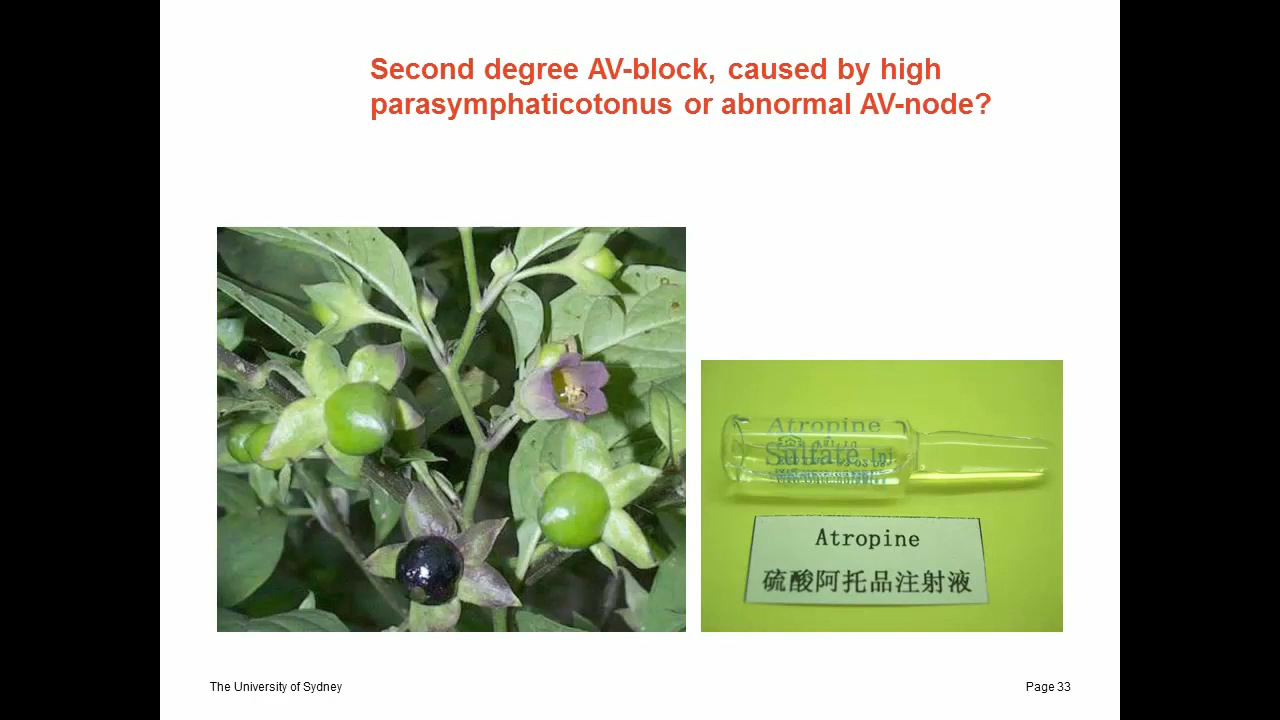 Second degree AV-block, caused by high
parasymphaticotonus or abnormal AV-node?
Atropine
Sulfate Inj
Atropine
硫酸阿托品注射液
The University of Sydney
Page 33